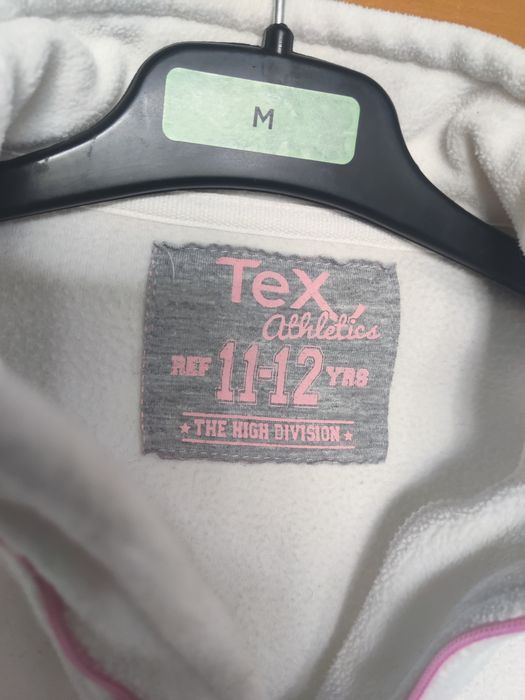 M
TeX
Athletics
REF 11-12 YRS
THE HIGH DIVISION